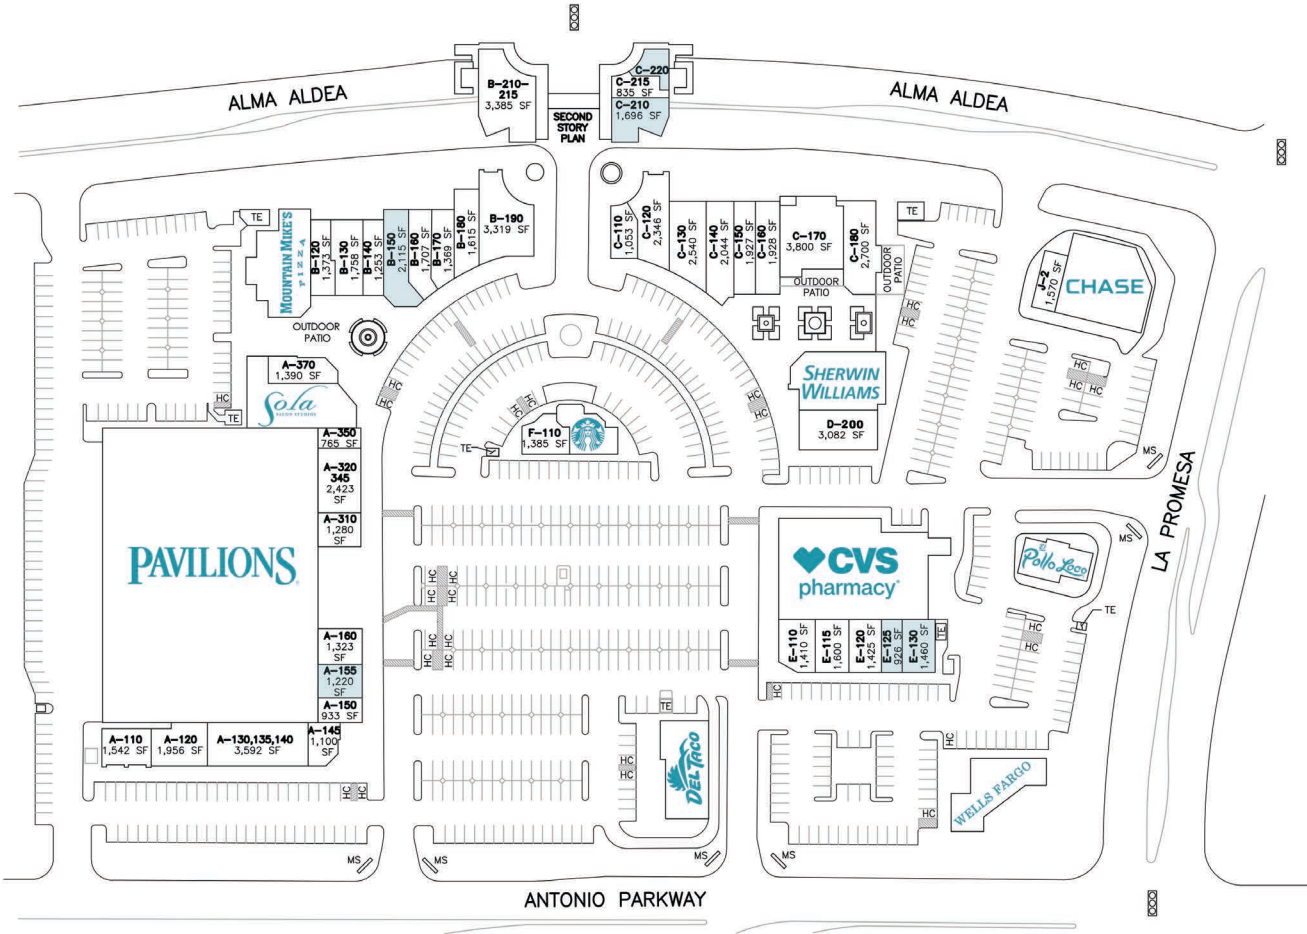 ALMA ALDEA
ALMA ALDEA
B-210-
215
3,385 SF
SECOND
STORY
PLAN
C-220
C-215
835 SF
C-210
1,696 SF
TE
MOUNTAIN MIKE'S
PIZZA
B-120
1,373 SF
B-130
1,758 SF
B-140
1,253 SF
B-150
2,115 SF
B-160
1,707 SF
B-170
1,369 SF
B-180
1,615 SF
B-190
3,319 SF
C-110
1,053 SF
C-120
2,346 SF
C-130
2,540 SF
C-140
2,044 SF
C-150
1,927 SF
C-160
1,928 SF
C-170
3,800 SF
C-180
2,700 SF
TE
OUTDOOR
PATIO
OUTDOOR
PATIO
OUTDOOR
PATIO
HC
HC
J-2
1,570 SF
CHASE
HC
HC
HC
A-370
1,390 SF
Sola
SALON STUDIOS
HC
TE
HC
HC
HC
HC
F-110
1,385 SF
TE
HC
HC
SHERWIN
WILLIAMS
D-200
3,082 SF
MS
LA PROMESA
A-350
765 SF
A-320
345
2,423
SF
A-310
1,280
SF
PAVILIONS
A-160
1,323
SF
A-155
1,220
SF
A-150
933 SF
A-145
1,100
SF
A-110
1,542 SF
A-120
1,956 SF
A-130,135,140
3,592 SF
HC
HC
HC
HC
HC
HC
HC
HC
HC
HC
CVS
pharmacy
E-110
1,410 SF
E-115
1,600 SF
E-120
1,425 SF
E-125
926 SF
E-130
1,460 SF
TE
HC
El
Pollo Loco
MS
TE
HC
HC
HC
HC
TE
DEL TACO
HC
HC
WELLS FARGO
HC
MS
MS
MS
MS
ANTONIO PARKWAY